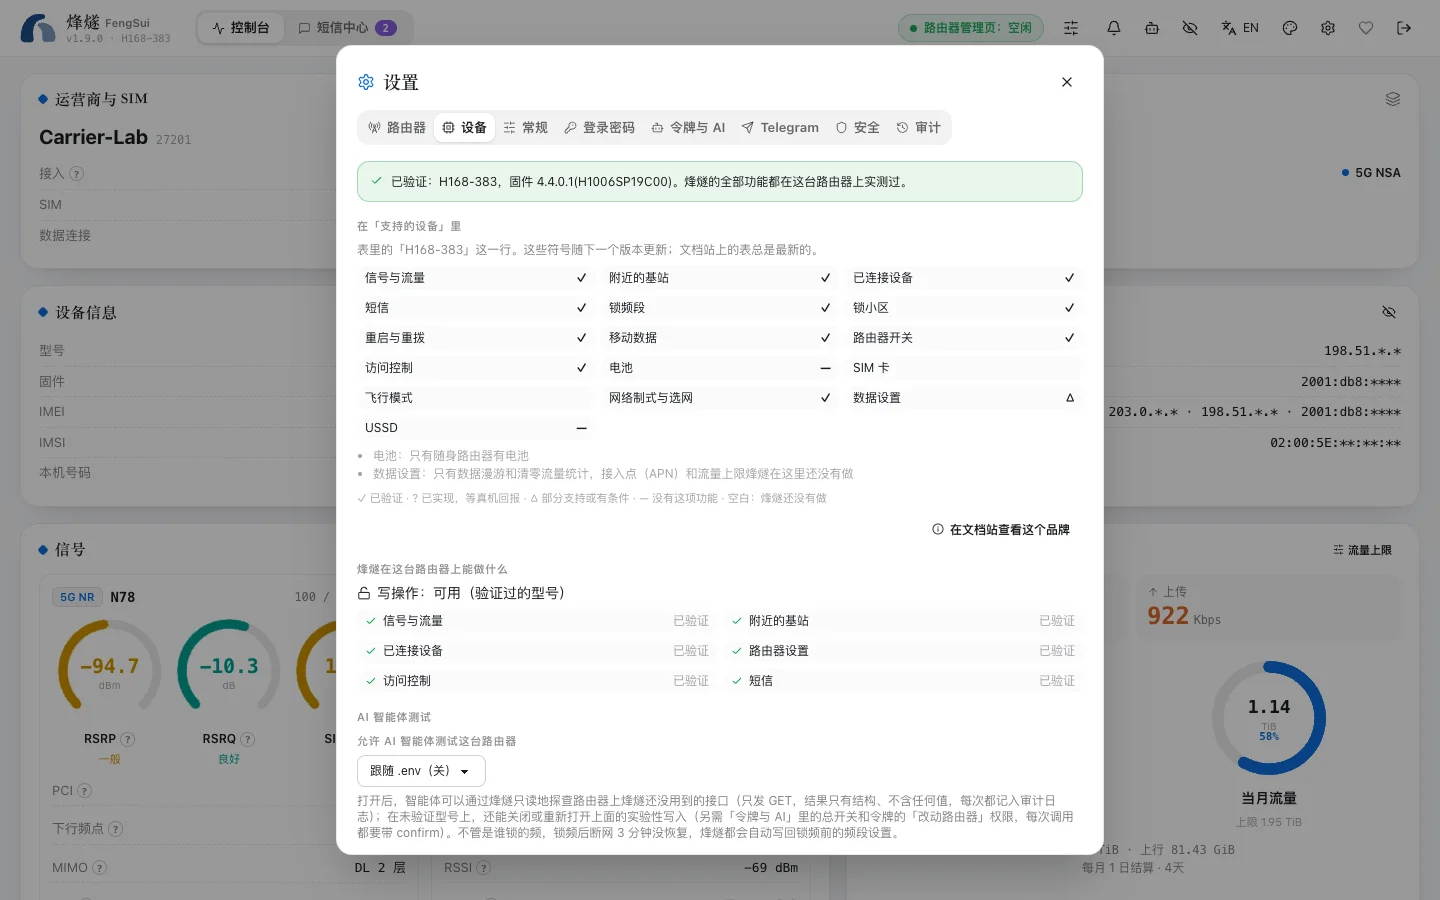 烽燧 FengSui
v1.9.0 · H168-383
控制台
短信中心 2
路由器管理页：空闲
EN
运营商与 SIM
Carrier-Lab 27201
接入 ?
5G NSA
SIM
数据连接
设备信息
型号
198.51.*.*
固件
2001:db8:****
IMEI
203.0.*.* · 198.51.*.* · 2001:db8:****
IMSI
02:00:5E:**:**:**
本机号码
信号
流量上限
5G NR N78
100 /
↑ 上传
922 Kbps
-94.7
dBm
-10.3
dB
1
RSRP ?
一般
RSRQ ?
良好
SI
1.14
TiB
58%
当月流量
上限 1.95 TiB
TiB · 上行 81.43 GiB
每月 1 日结算 · 4天
PCI ?
下行频点 ?
MIMO ?
DL 2 层
RSSI ?
-69 dBm
设置
路由器
设备
常规
登录密码
令牌与 AI
Telegram
安全
审计
已验证：H168-383，固件 4.4.0.1(H1006SP19C00)。烽燧的全部功能都在这台路由器上实测过。
在「支持的设备」里
表里的「H168-383」这一行。这些符号随下一个版本更新；文档站上的表总是最新的。
信号与流量 ✓
附近的基站 ✓
已连接设备 ✓
短信 ✓
锁频段 ✓
锁小区 ✓
重启与重拨 ✓
移动数据 ✓
路由器开关 ✓
访问控制 ✓
电池 —
SIM 卡
飞行模式
网络制式与选网 ✓
数据设置 Δ
USSD —
• 电池：只有随身路由器有电池
• 数据设置：只有数据漫游和清零流量统计，接入点（APN）和流量上限烽燧在这里还没有做
✓ 已验证 · ? 已实现，等真机回报 · Δ 部分支持或有条件 · — 没有这项功能 · 空白：烽燧还没有做
在文档站查看这个品牌
烽燧在这台路由器上能做什么
写操作：可用（验证过的型号）
✓ 信号与流量 已验证
✓ 附近的基站 已验证
✓ 已连接设备 已验证
✓ 路由器设置 已验证
✓ 访问控制 已验证
✓ 短信 已验证
AI 智能体测试
允许 AI 智能体测试这台路由器
跟随 .env（关）
打开后，智能体可以通过烽燧只读地探查路由器上烽燧还没用到的接口（只发 GET，结果只有结构、不含任何值，每次都记入审计日
志）；在未验证型号上，还能关闭或重新打开上面的实验性写入（另需「令牌与 AI」里的总开关和令牌的「改动路由器」权限，每次调用
都要带 confirm）。不管是谁锁的频，锁频后断网 3 分钟没恢复，烽燧都会自动写回锁频前的频段设置。